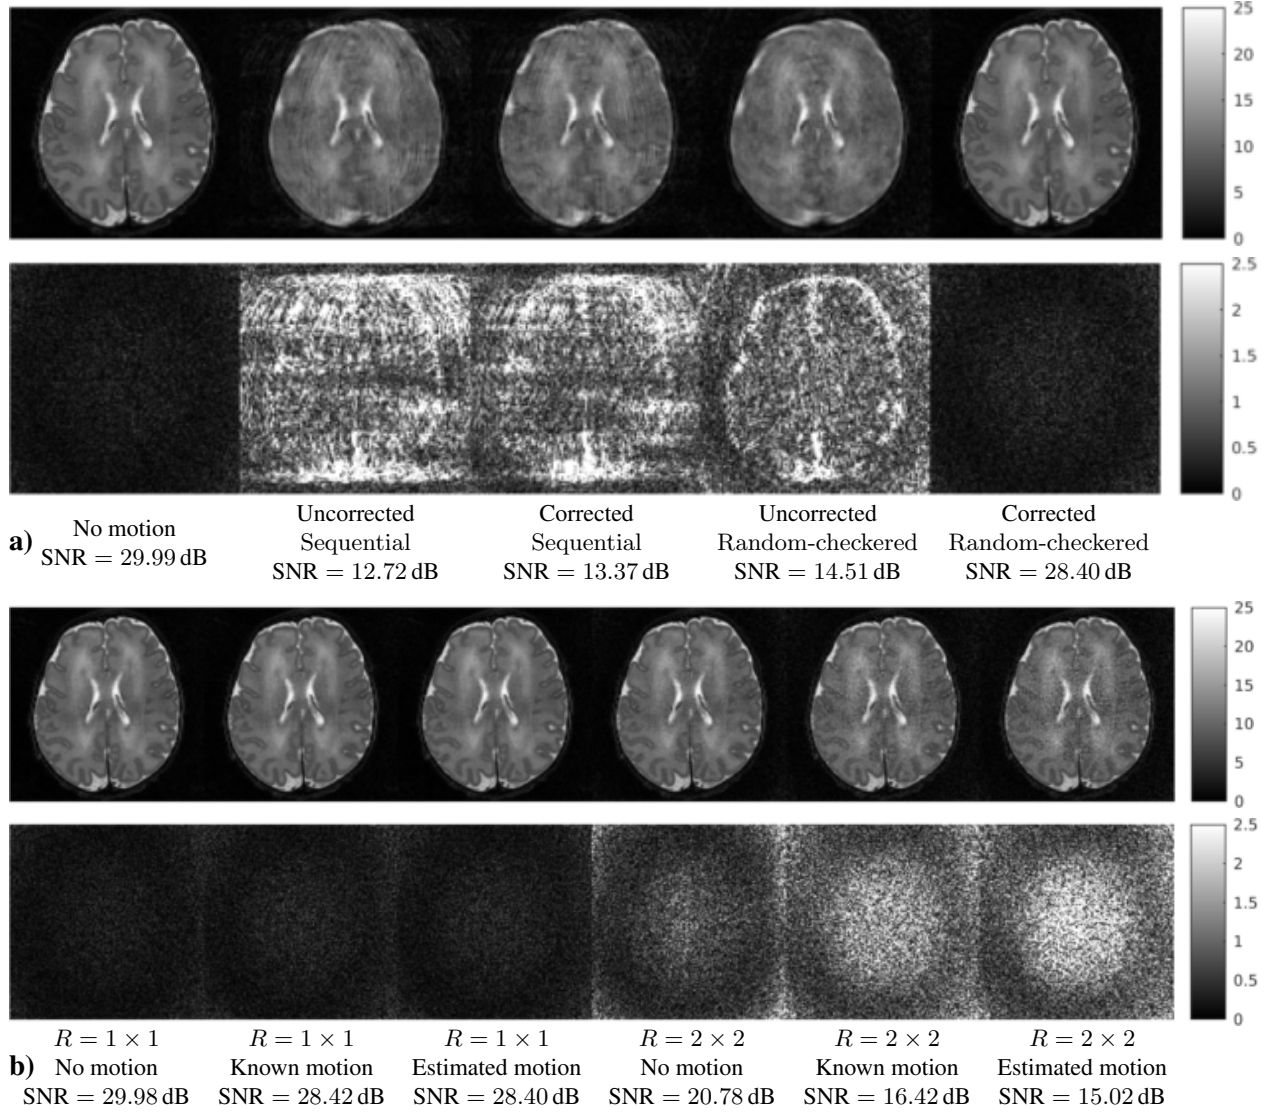 25
20
15
10
5
0
2.5
2
1.5
1
0.5
0
a) No motion
SNR = 29.99 dB
Uncorrected
Sequential
SNR = 12.72 dB
Corrected
Sequential
SNR = 13.37 dB
Uncorrected
Random-checkered
SNR = 14.51 dB
Corrected
Random-checkered
SNR = 28.40 dB
25
20
15
10
5
0
2.5
2
1.5
1
0.5
0
b) R = 1 × 1
No motion
SNR = 29.98 dB
R = 1 × 1
Known motion
SNR = 28.42 dB
R = 1 × 1
Estimated motion
SNR = 28.40 dB
R = 2 × 2
No motion
SNR = 20.78 dB
R = 2 × 2
Known motion
SNR = 16.42 dB
R = 2 × 2
Estimated motion
SNR = 15.02 dB